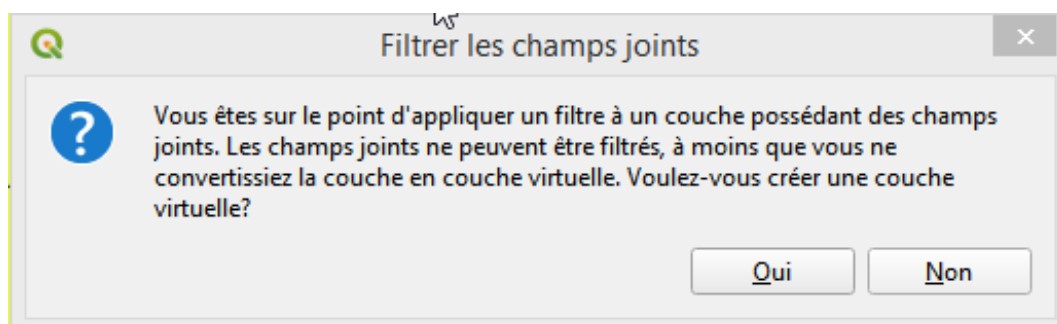 Filtrer les champs joints
Vous êtes sur le point d'appliquer un filtre à un couche possédant des champs
joints. Les champs joints ne peuvent être filtrés, à moins que vous ne
convertissiez la couche en couche virtuelle. Voulez-vous créer une couche
virtuelle?
Oui
Non